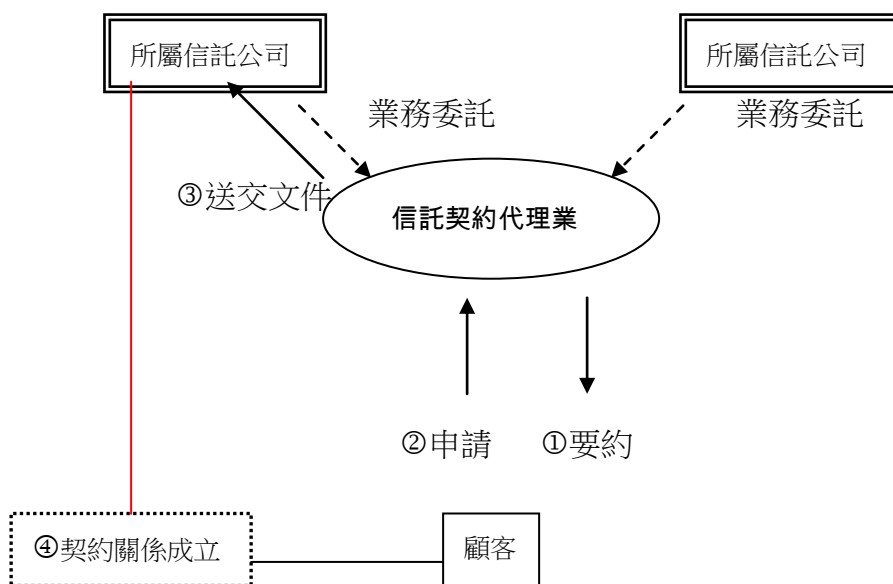 所屬信託公司
所屬信託公司
業務委託
業務委託
③送交文件
信託契約代理業
②申請
①要約
④契約關係成立
顧客